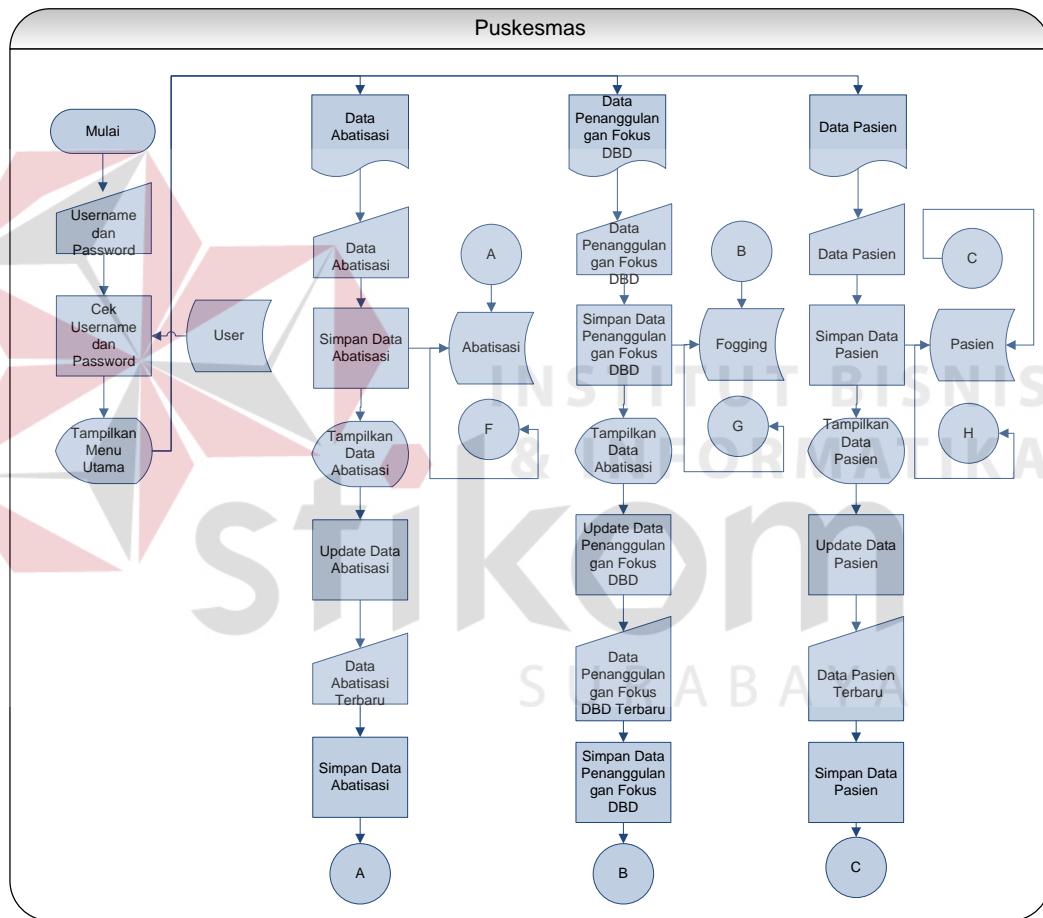 Puskesmas
Mulai
Username
dan
Password
Cek
Username
dan
Password
User
Tampilkan
Menu
Utama
Data
Abatisasi
Data
Abatisasi
A
Simpan Data
Abatisasi
Abatisasi
F
Tampilkan
Data
Abatisasi
Update Data
Abatisasi
Data
Abatisasi
Terbaru
Simpan Data
Abatisasi
A
Data
Penanggulan
gan Fokus
DBD
Data
Penanggulan
gan Fokus
DBD
B
Simpan Data
Penanggulan
gan Fokus
DBD
Fogging
G
Tampilkan
Data
Abatisasi
Update Data
Penanggulan
gan Fokus
DBD
Data
Penanggulan
gan Fokus
DBD Terbaru
Simpan Data
Penanggulan
gan Fokus
DBD
B
Data Pasien
Data Pasien
C
Simpan Data
Pasien
Pasien
H
Tampilkan
Data
Pasien
Update Data
Pasien
Data Pasien
Terbaru
Simpan Data
Pasien
C
INSTITUT BISNIS
& INFORMATIKA
stikom
SURABAYA